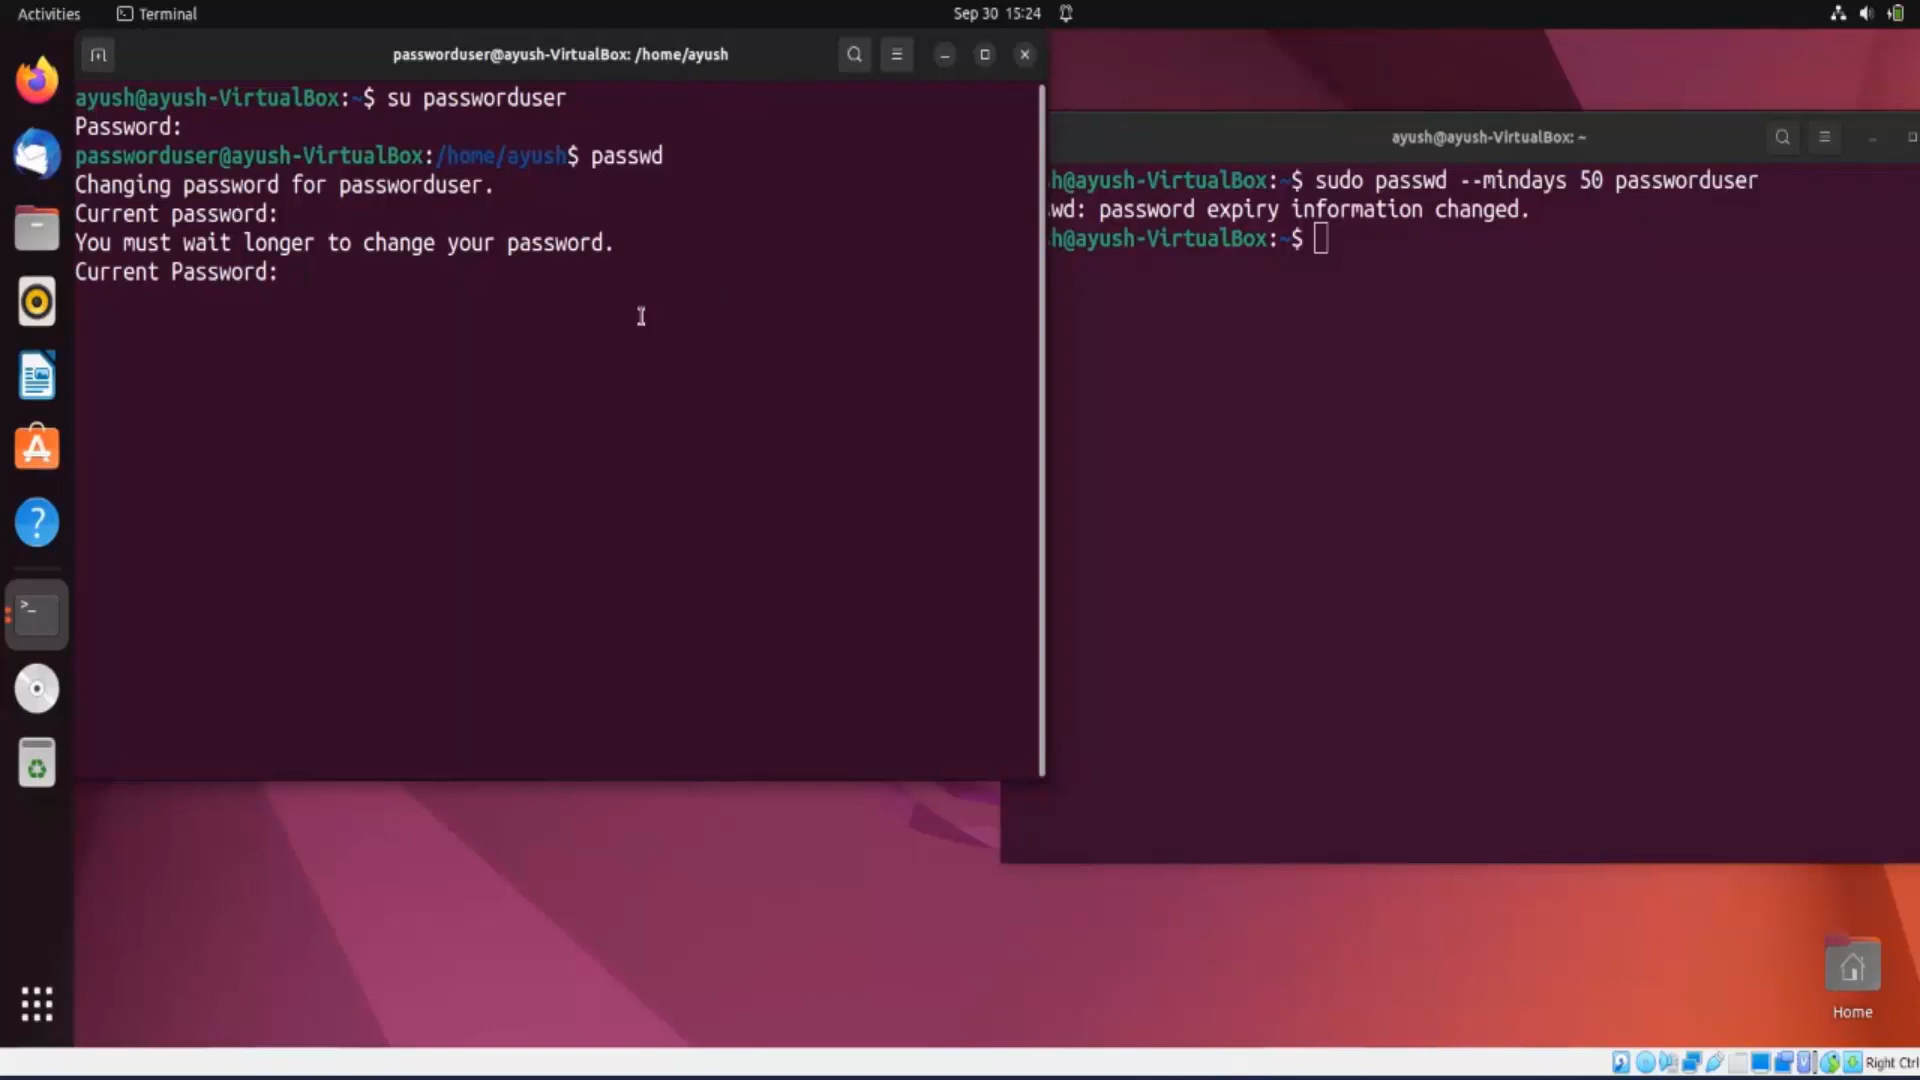 Activities
Terminal
Sep 30 15:24
passworduser@ayush-VirtualBox: /home/ayush
ayush@ayush-VirtualBox:~$ su passworduser
Password:
passworduser@ayush-VirtualBox:/home/ayush$ passwd
Changing password for passworduser.
Current password:
You must wait longer to change your password.
Current Password:
ayush@ayush-VirtualBox: ~
h@ayush-VirtualBox:~$ sudo passwd --mindays 50 passworduser
wd: password expiry information changed.
h@ayush-VirtualBox:~$
Home
Right Ctrl